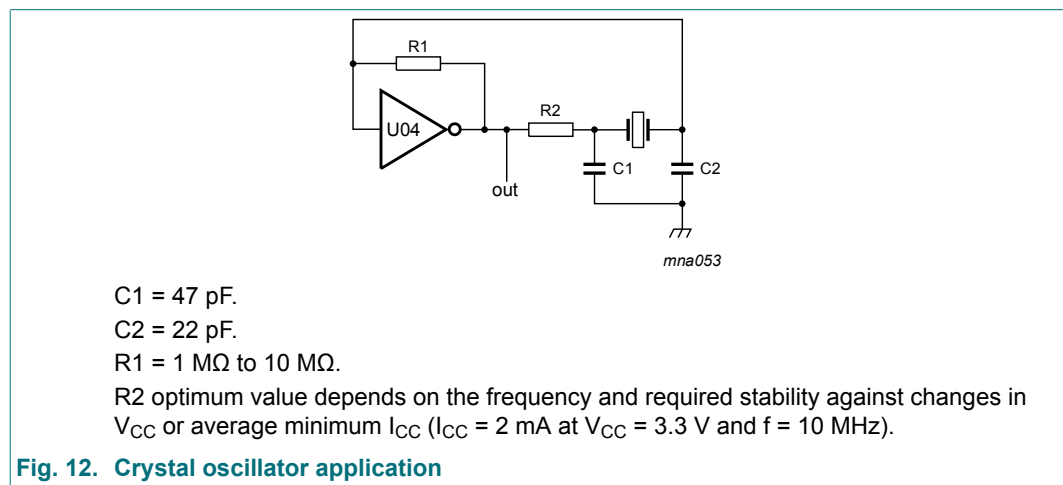 R1
U04
R2
out
C1
C2
mna053
C1 = 47 pF.
C2 = 22 pF.
R1 = 1 MΩ to 10 MΩ.
R2 optimum value depends on the frequency and required stability against changes in
VCC or average minimum ICC (ICC = 2 mA at VCC = 3.3 V and f = 10 MHz).
Fig. 12. Crystal oscillator application